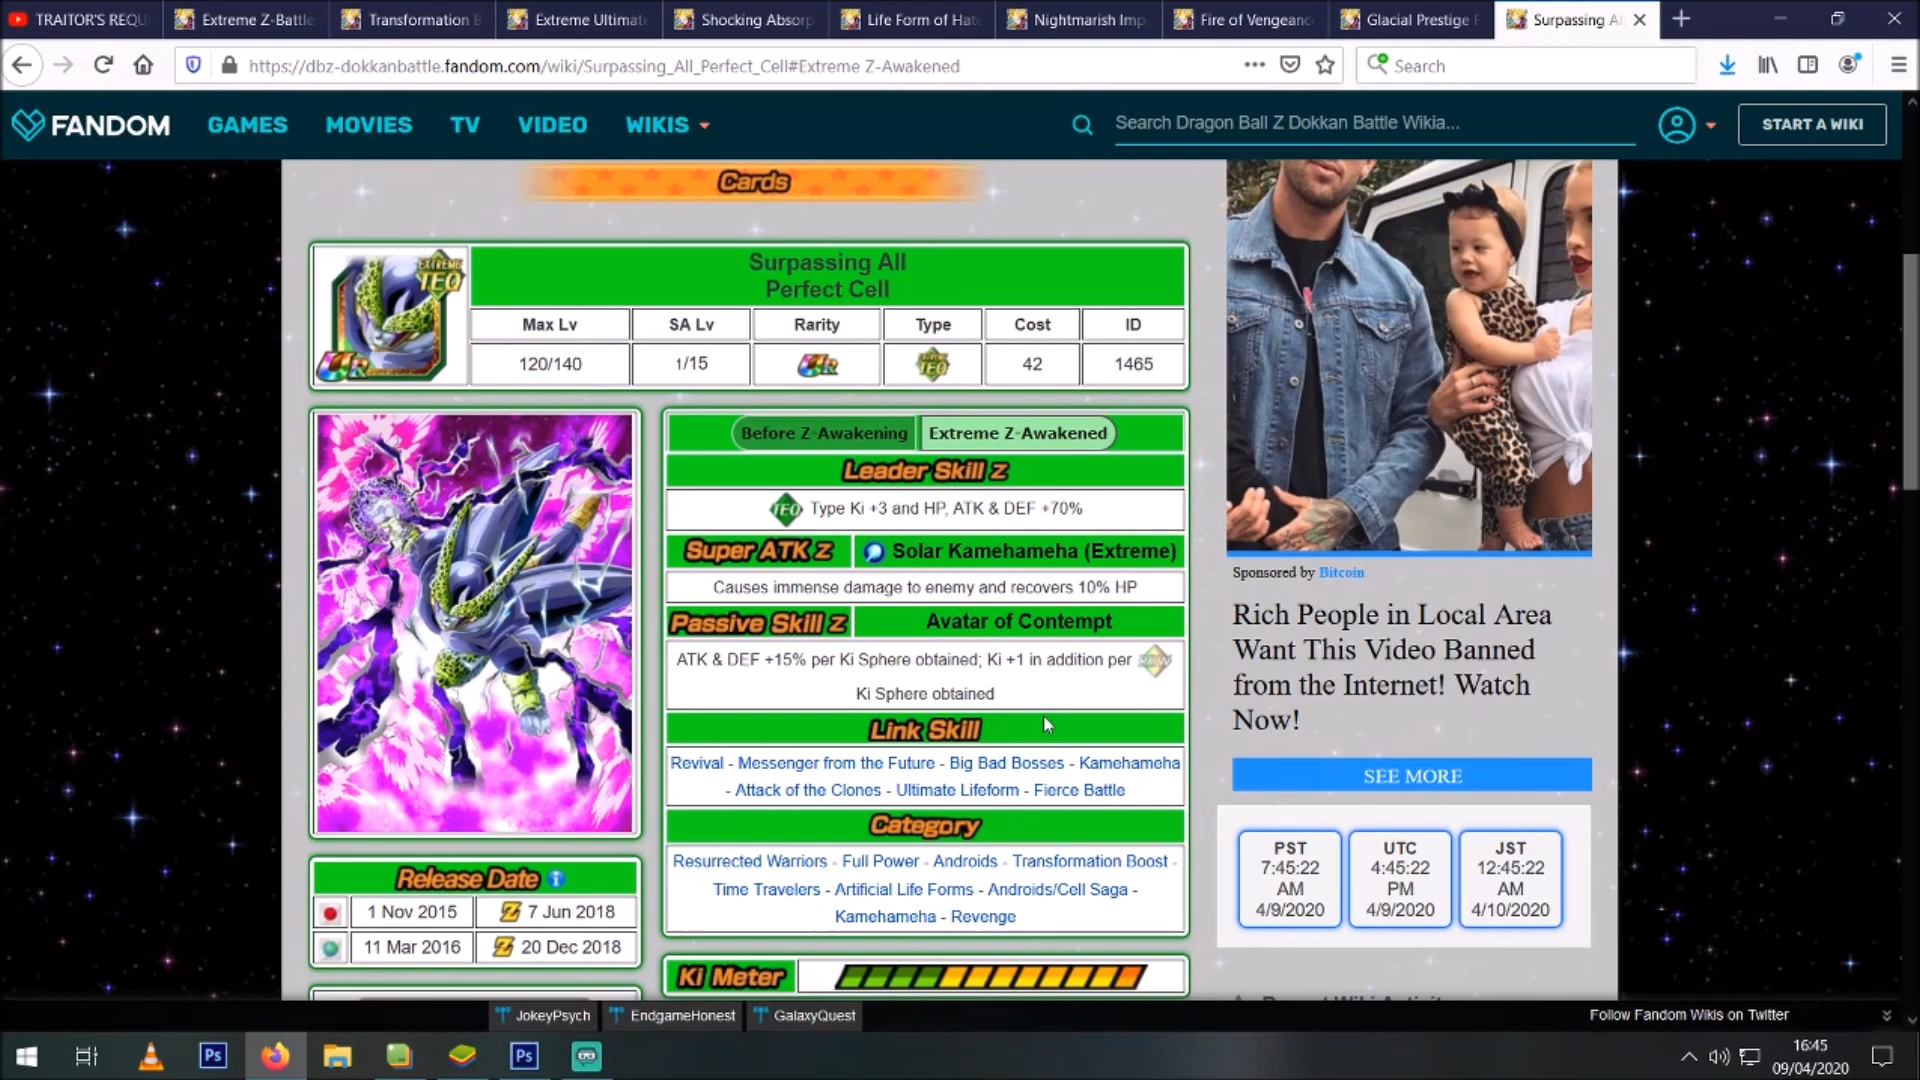 TRAITOR'S REQU
Extreme Z-Battle
Transformation B
Extreme Ultimate
Shocking Absorp
Life Form of Hat
Nightmarish Imp
Fire of Vengeanc
Glacial Prestige F
Surpassing Al
https://dbz-dokkanbattle.fandom.com/wiki/Surpassing_All_Perfect_Cell#Extreme Z-Awakened
Search
FANDOM
GAMES
MOVIES
TV
VIDEO
WIKIS
Search Dragon Ball Z Dokkan Battle Wikia...
START A WIKI
Cards
EXTREME
TEQ
UR
Surpassing All
Perfect Cell
Max Lv
SA Lv
Rarity
Type
Cost
ID
120/140
1/15
UR
TEQ
42
1465
Before Z-Awakening
Extreme Z-Awakened
Leader Skill Z
TEQ Type Ki +3 and HP, ATK & DEF +70%
Super ATK Z
Solar Kamehameha (Extreme)
Causes immense damage to enemy and recovers 10% HP
Passive Skill Z
Avatar of Contempt
ATK & DEF +15% per Ki Sphere obtained; Ki +1 in addition per
Ki Sphere obtained
Link Skill
Revival - Messenger from the Future - Big Bad Bosses - Kamehameha
- Attack of the Clones - Ultimate Lifeform - Fierce Battle
Category
Resurrected Warriors - Full Power - Androids - Transformation Boost -
Time Travelers - Artificial Life Forms - Androids/Cell Saga -
Kamehameha - Revenge
Ki Meter
Release Date
1 Nov 2015
Z 7 Jun 2018
11 Mar 2016
Z 20 Dec 2018
Sponsored by Bitcoin
Rich People in Local Area
Want This Video Banned
from the Internet! Watch
Now!
SEE MORE
PST
7:45:22
AM
4/9/2020
UTC
4:45:22
PM
4/9/2020
JST
12:45:22
AM
4/10/2020
JokeyPsych
EndgameHonest
GalaxyQuest
Follow Fandom Wikis on Twitter
Ps
Ps
16:45
09/04/2020